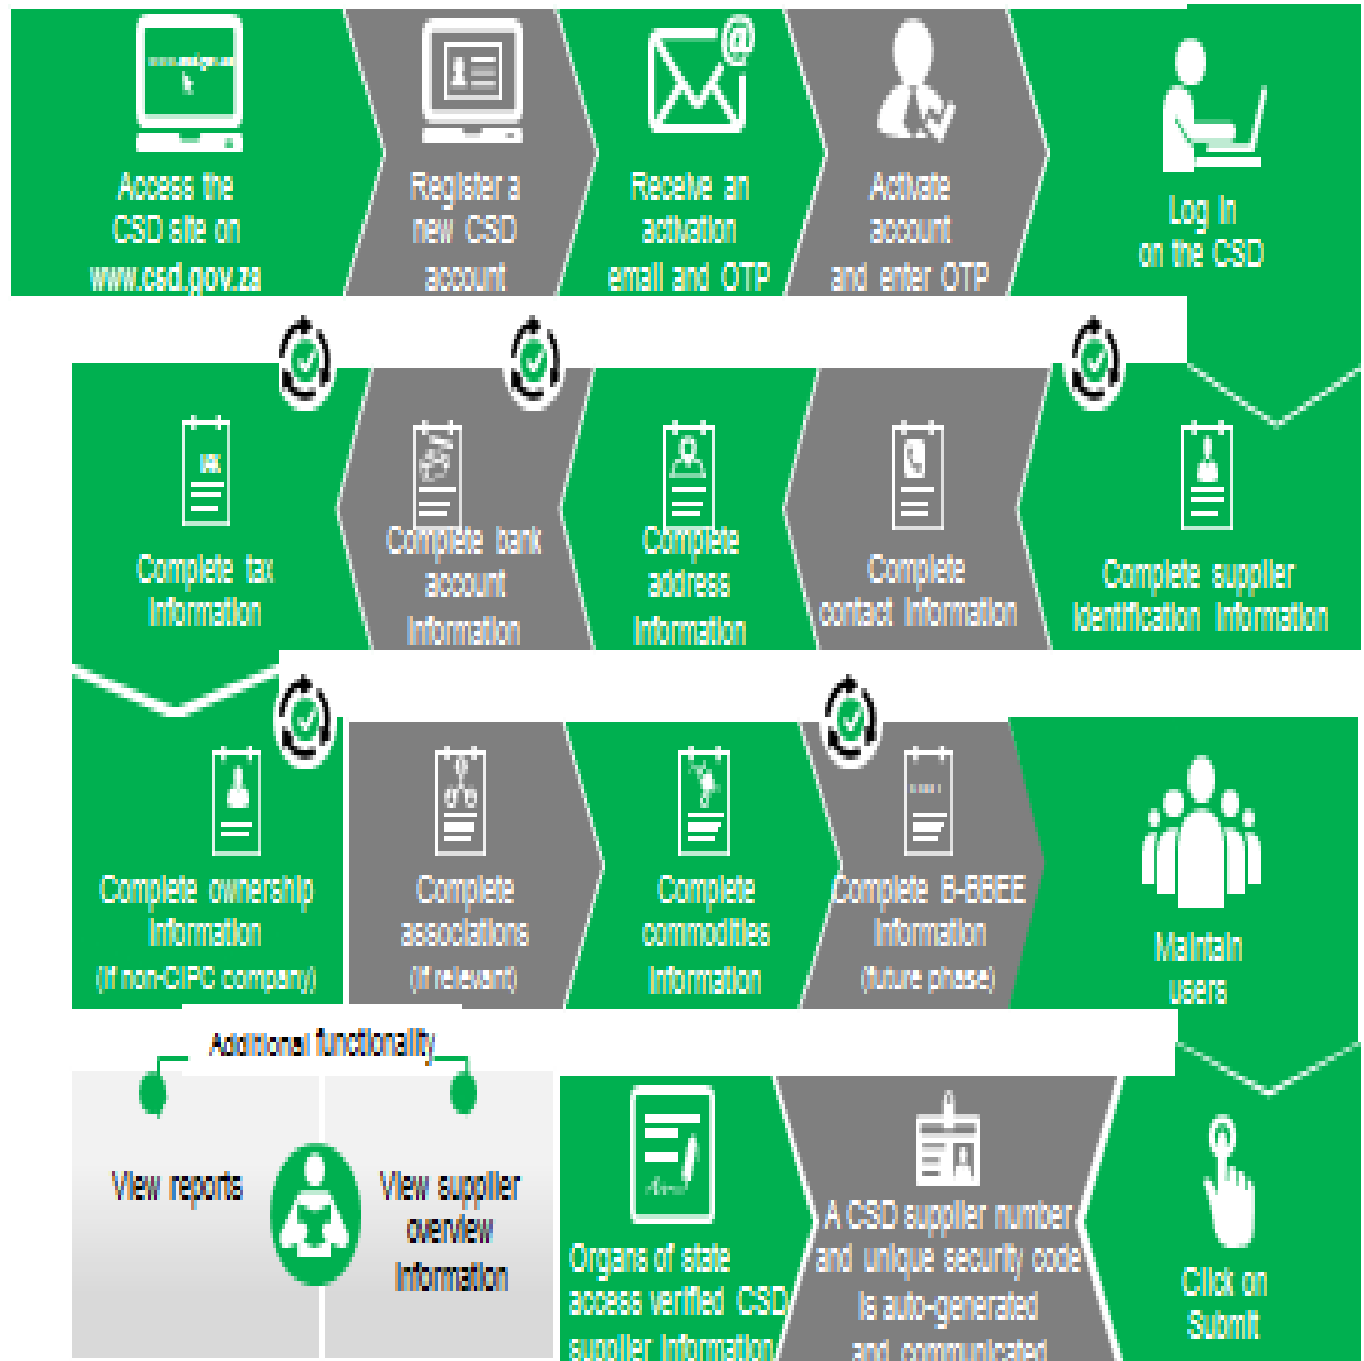 Access the
CSD site on
www.csd.gov.za
Register a
new CSD
account
Receive an
activation
email and OTP
Activate
account
and enter OTP
Log in
on the CSD
Complete supplier
identification information
Complete
contact information
Complete
address
information
Complete bank
account
information
Complete tax
information
Complete ownership
information
(if non-CIPC company)
Complete
associations
(if relevant)
Complete
commodities
information
Complete B-BBEE
information
(future phase)
Maintain
users
Click on
Submit
A CSD supplier number
and unique security code
is auto-generated
and communicated
Organs of state
access verified CSD
supplier information
Additional functionality
View reports
View supplier
overview
information